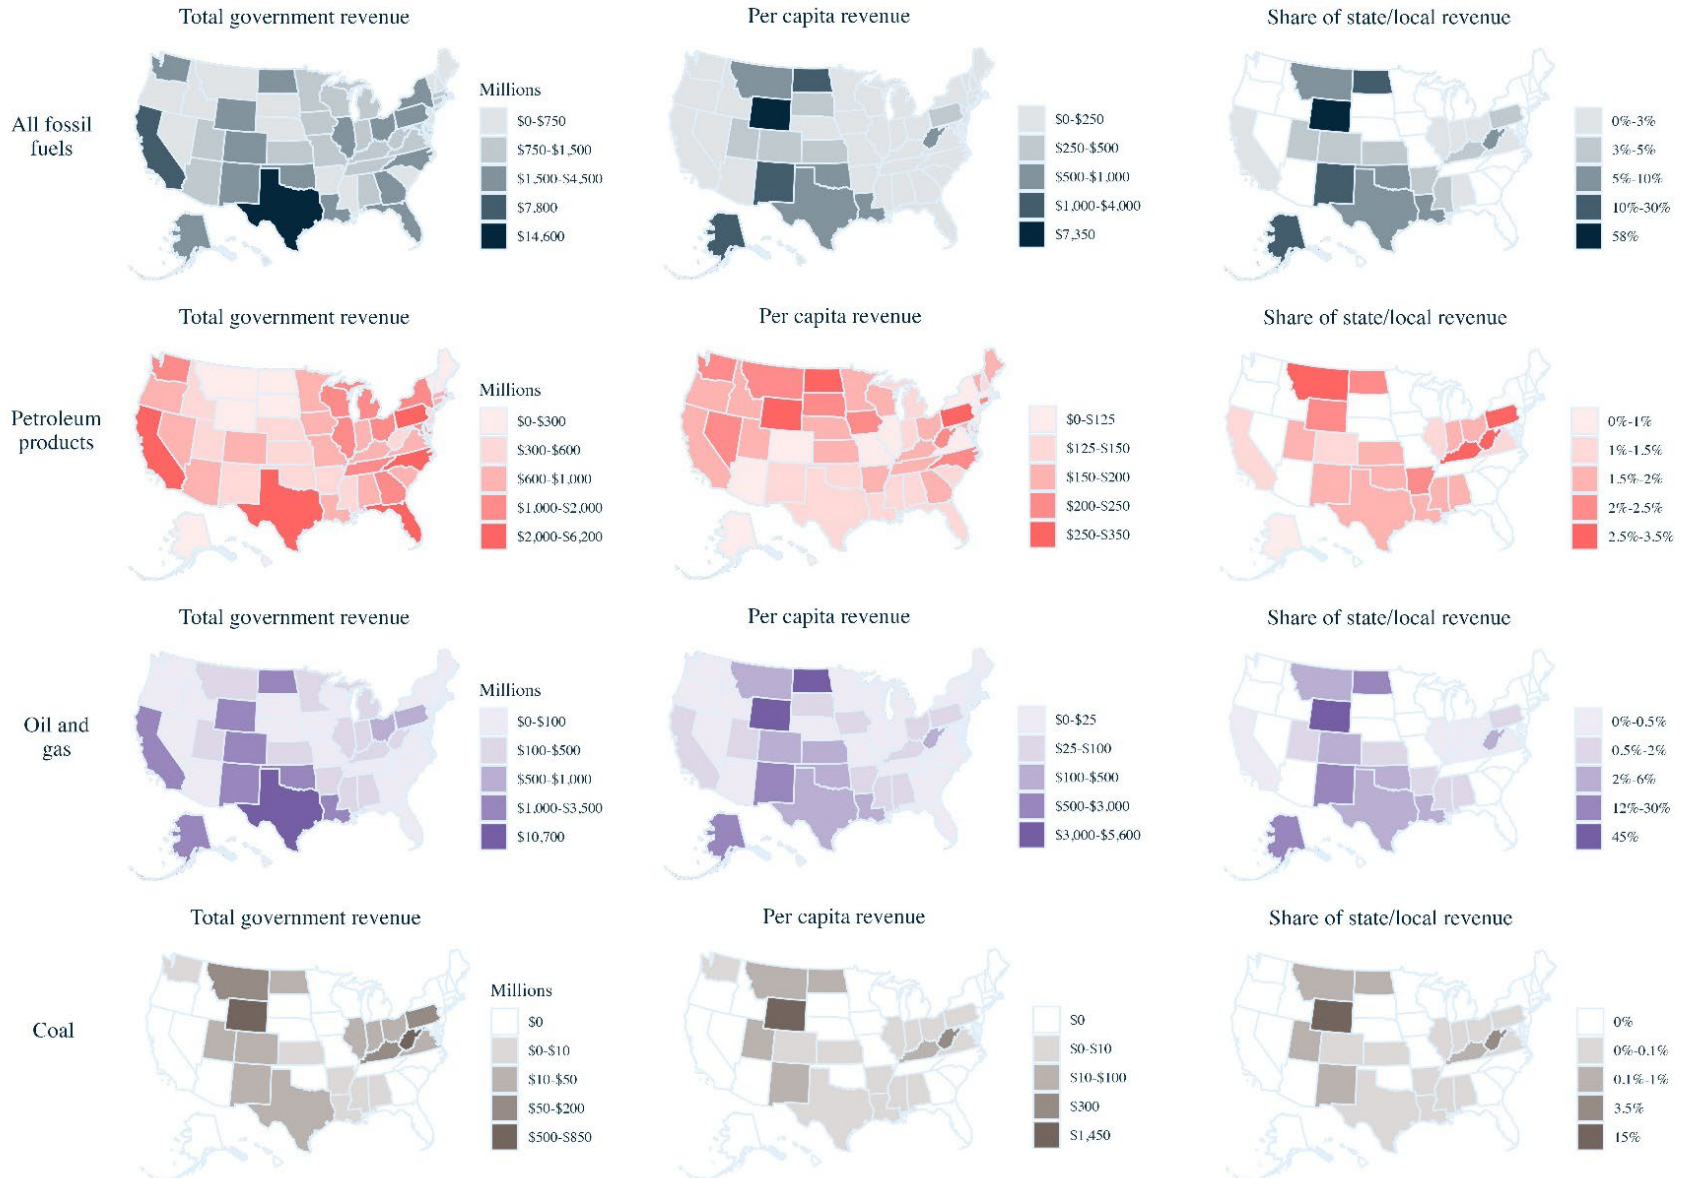 Total government revenue
Per capita revenue
Share of state/local revenue
All fossil
fuels
Millions
$0-$750
$750-$1,500
$1,500-$4,500
$7,800
$14,600
$0-$250
$250-$500
$500-$1,000
$1,000-$4,000
$7,350
0%-3%
3%-5%
5%-10%
10%-30%
58%
Total government revenue
Per capita revenue
Share of state/local revenue
Petroleum
products
Millions
$0-$300
$300-$600
$600-$1,000
$1,000-$2,000
$2,000-$6,200
$0-$125
$125-$150
$150-$200
$200-$250
$250-$350
0%-1%
1%-1.5%
1.5%-2%
2%-2.5%
2.5%-3.5%
Total government revenue
Per capita revenue
Share of state/local revenue
Oil and
gas
Millions
$0-$100
$100-$500
$500-$1,000
$1,000-$3,500
$10,700
$0-$25
$25-$100
$100-$500
$500-$3,000
$3,000-$5,600
0%-0.5%
0.5%-2%
2%-6%
12%-30%
45%
Total government revenue
Per capita revenue
Share of state/local revenue
Coal
Millions
$0
$0-$10
$10-$50
$50-$200
$500-$850
$0
$0-$10
$10-$100
$300
$1,450
0%
0%-0.1%
0.1%-1%
3.5%
15%